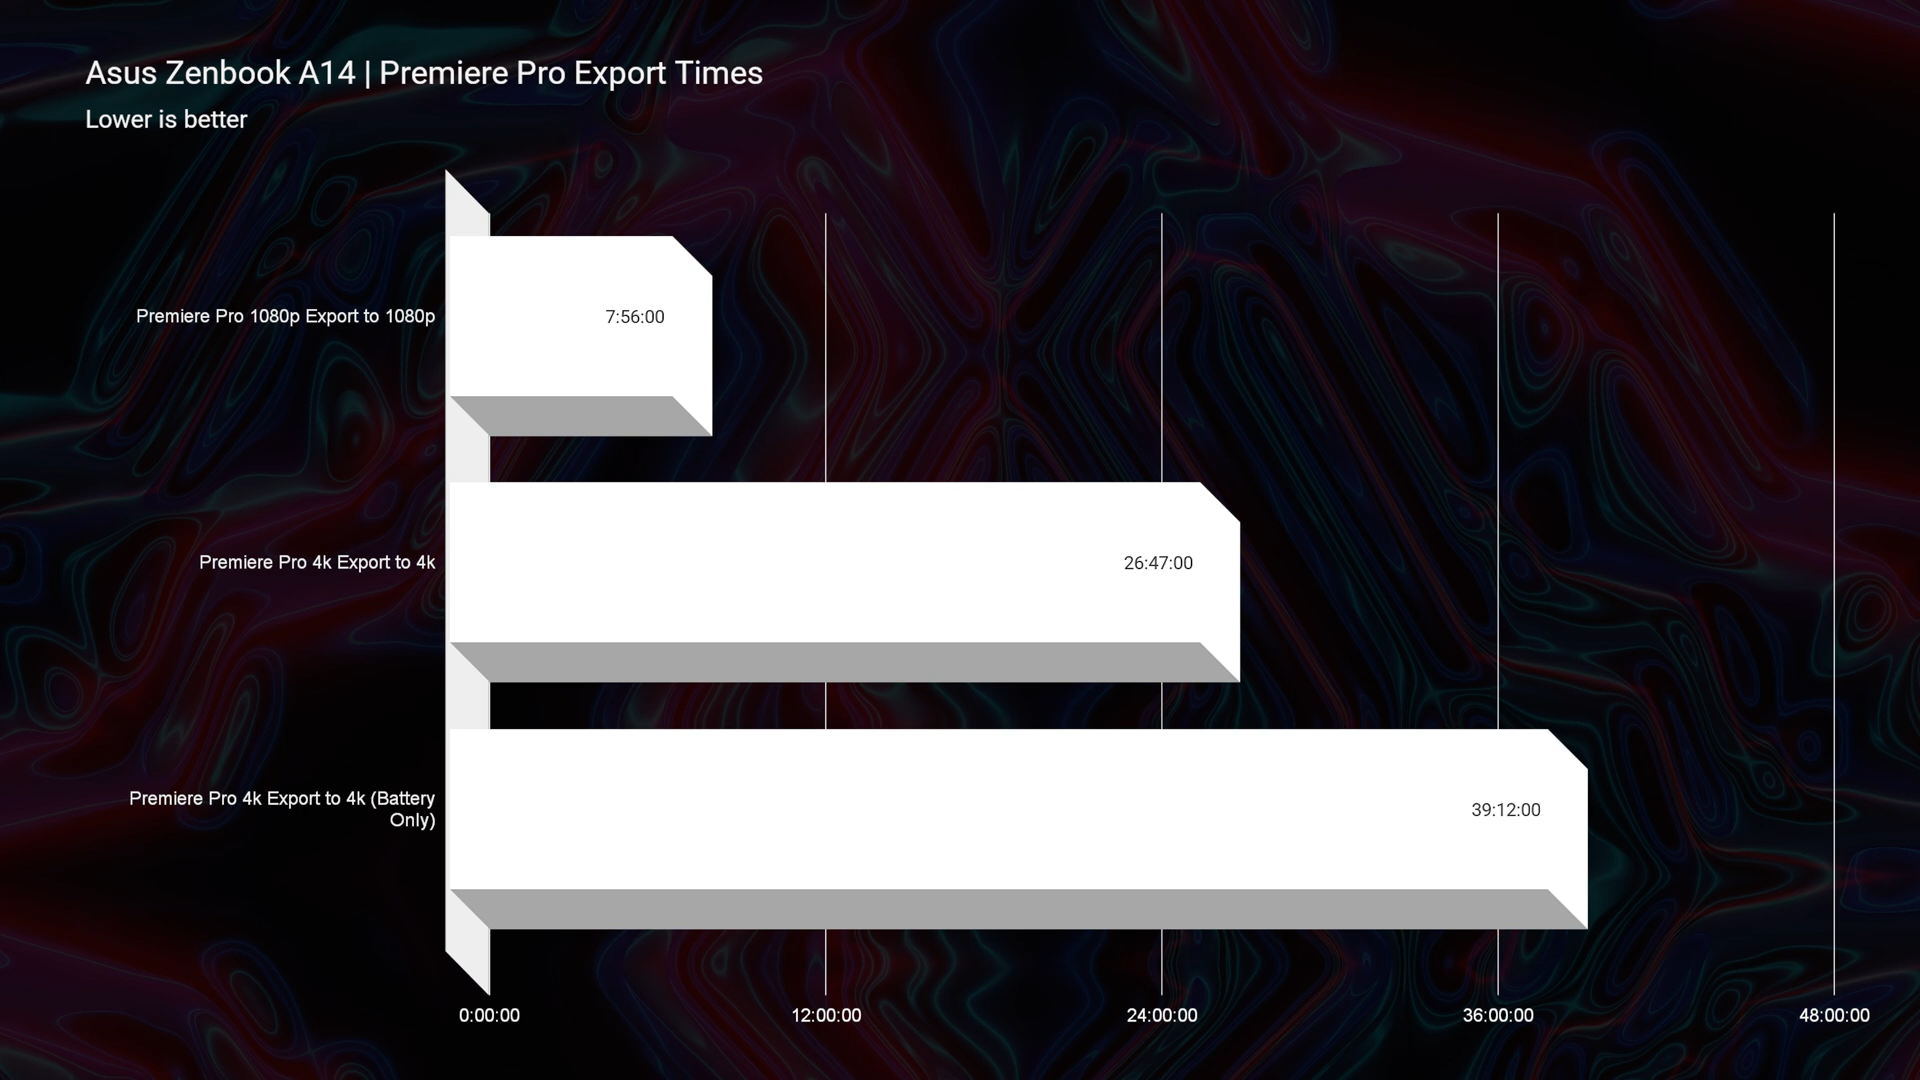 Asus Zenbook A14 | Premiere Pro Export Times
Lower is better
Premiere Pro 1080p Export to 1080p
7:56:00
Premiere Pro 4k Export to 4k
26:47:00
Premiere Pro 4k Export to 4k (Battery
Only)
39:12:00
0:00:00
12:00:00
24:00:00
36:00:00
48:00:00